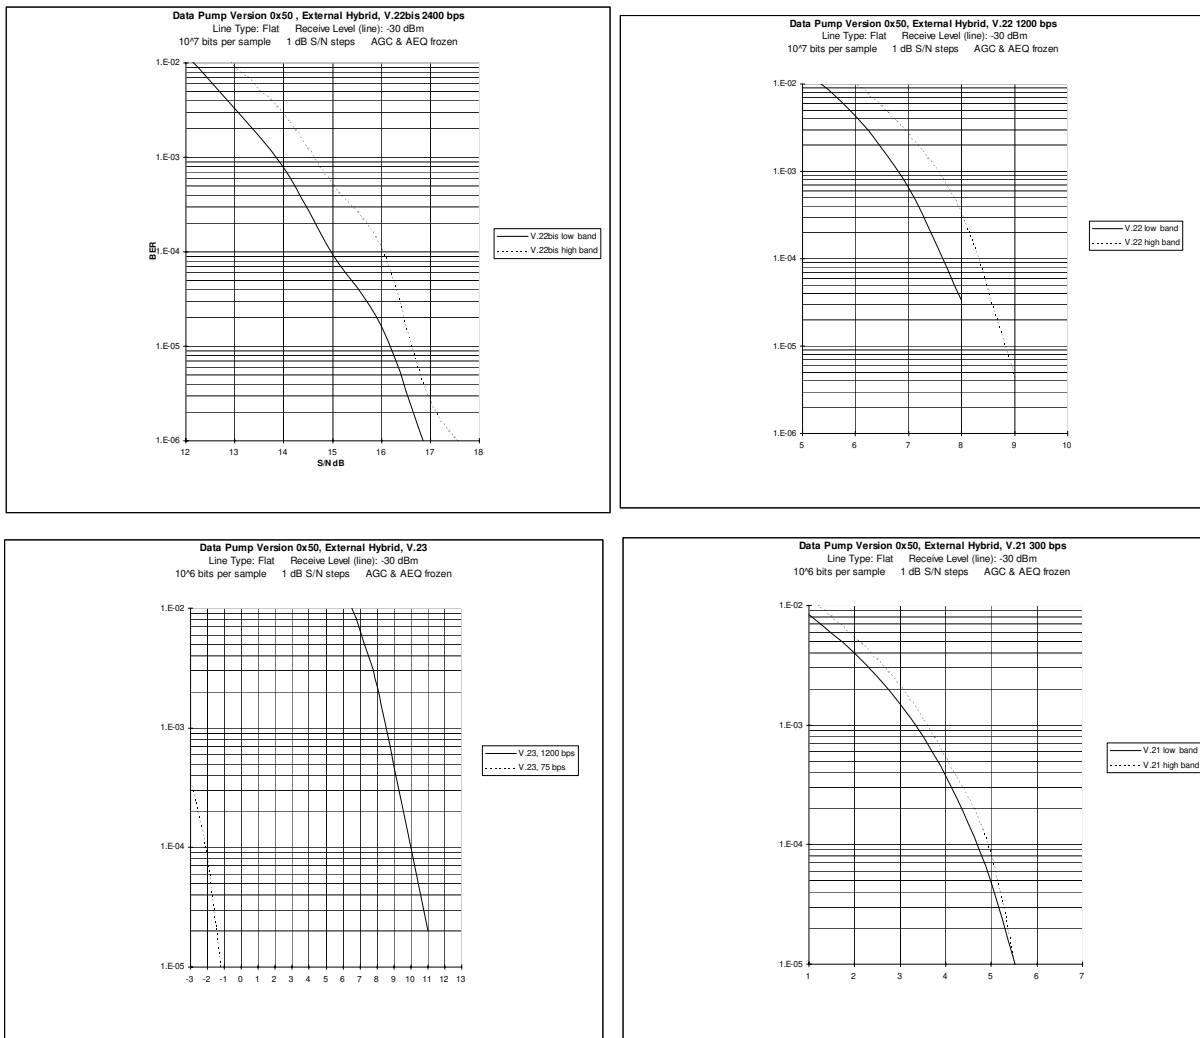 Data Pump Version 0x50 , External Hybrid, V.22bis 2400 bps
Line Type: Flat Receive Level (line): -30 dBm
10^7 bits per sample 1 dB S/N steps AGC & AEQ frozen
1.E-02
1.E-03
1.E-04
1.E-05
1.E-06
BER
12 13 14 15 16 17 18
S/N dB
V.22bis low band
V.22bis high band
Data Pump Version 0x50, External Hybrid, V.22 1200 bps
Line Type: Flat Receive Level (line): -30 dBm
10^7 bits per sample 1 dB S/N steps AGC & AEQ frozen
1.E-02
1.E-03
1.E-04
1.E-05
1.E-06
5 6 7 8 9 10
V.22 low band
V.22 high band
Data Pump Version 0x50, External Hybrid, V.23
Line Type: Flat Receive Level (line): -30 dBm
10^6 bits per sample 1 dB S/N steps AGC & AEQ frozen
1.E-02
1.E-03
1.E-04
1.E-05
-3 -2 -1 0 1 2 3 4 5 6 7 8 9 10 11 12 13
V.23, 1200 bps
V.23, 75 bps
Data Pump Version 0x50, External Hybrid, V.21 300 bps
Line Type: Flat Receive Level (line): -30 dBm
10^6 bits per sample 1 dB S/N steps AGC & AEQ frozen
1.E-02
1.E-03
1.E-04
1.E-05
1 2 3 4 5 6 7
V.21 low band
V.21 high band